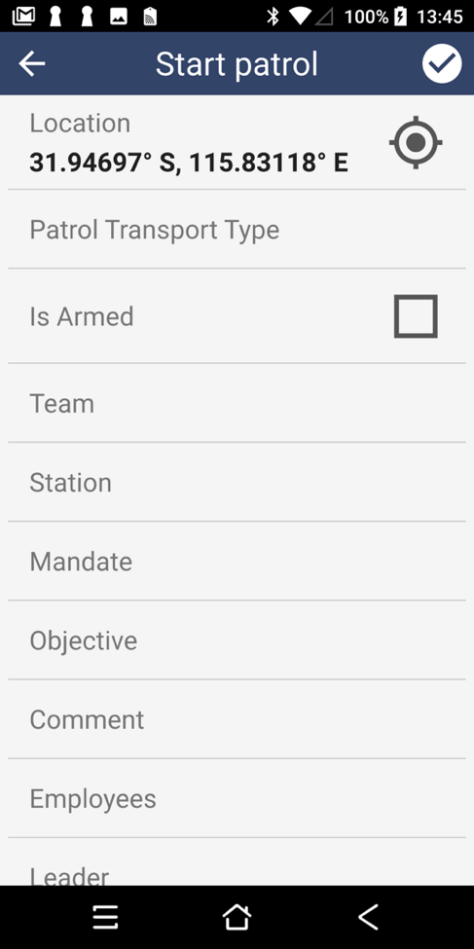 100% 13:45
Start patrol
Location
31.94697° S, 115.83118° E
Patrol Transport Type
Is Armed
Team
Station
Mandate
Objective
Comment
Employees
Leader